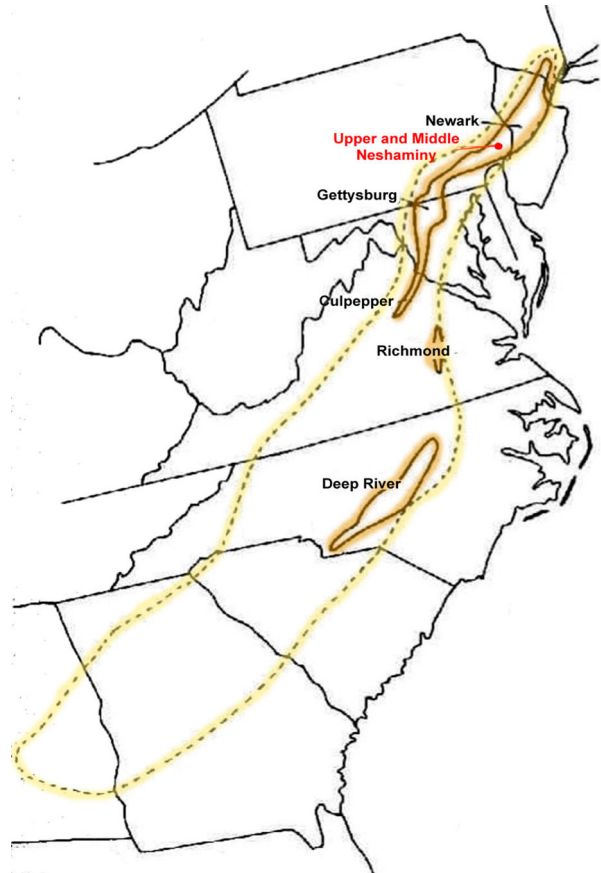 Newark
Upper and Middle
Neshaminy
Gettysburg
Culpepper
Richmond
Deep River